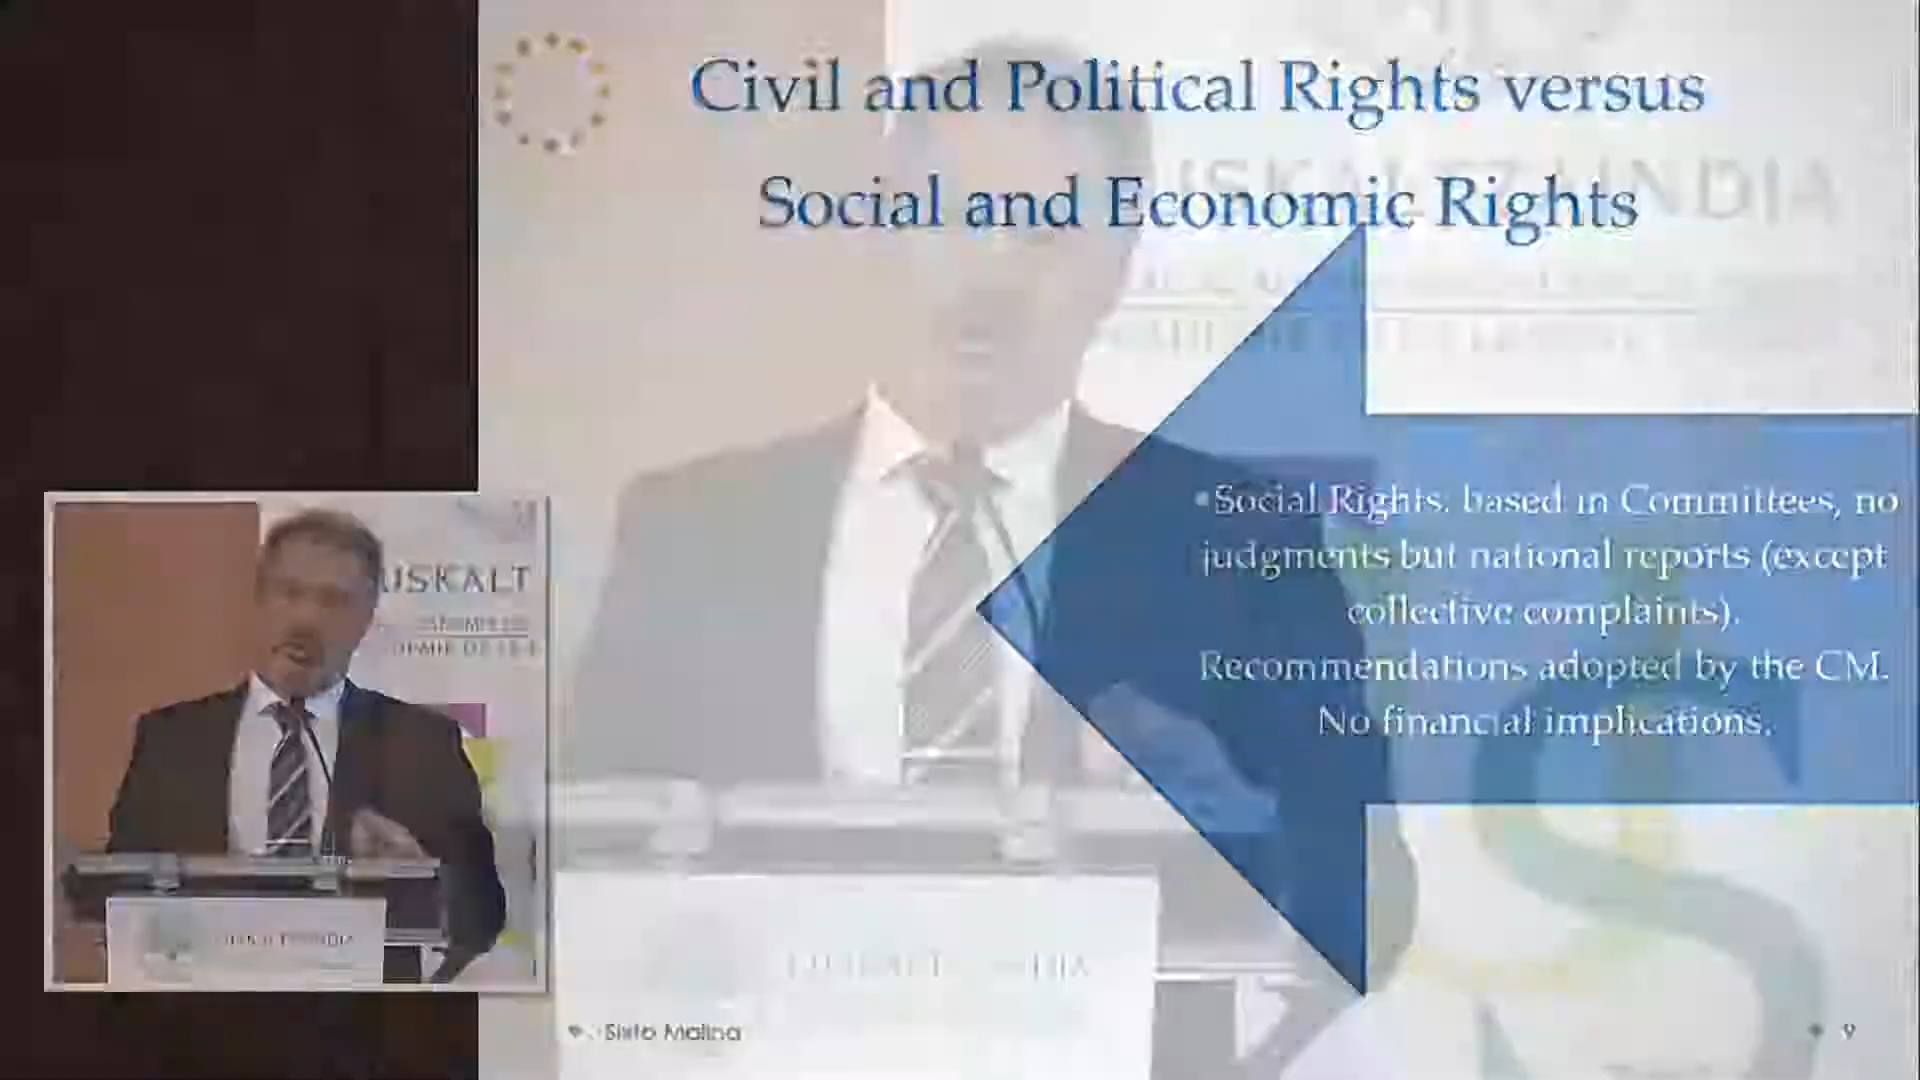 Civil and Political Rights versus
Social and Economic Rights
•Social Rights: based in Committees, no
judgments but national reports (except
collective complaints).
Recommendations adopted by the CM.
No financial implications.
USKALT
Sixto Molina
9